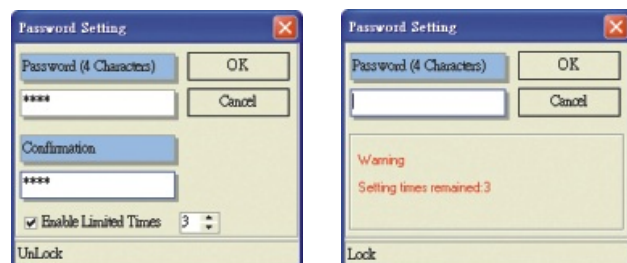 Password Setting
Password (4 Characters)
OK
****
Cancel
Confirmation
****
Enable Limited Times 3
UnLock
Password Setting
Password (4 Characters)
OK
Cancel
Warning
Setting times remained:3
Lock